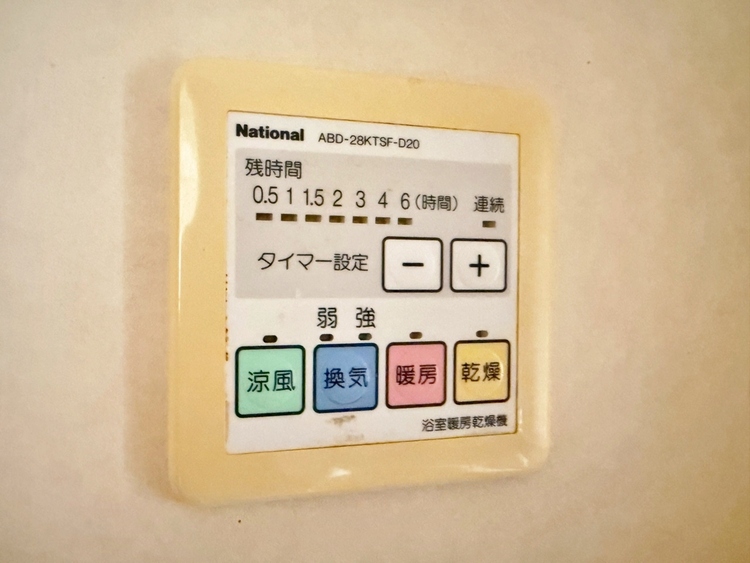 National ABD-28KTSF-D20
残時間
0.5 1 1.5 2 3 4 6 (時間) 連続
タイマー設定 － ＋
弱 強
涼風 換気 暖房 乾燥
浴室暖房乾燥機